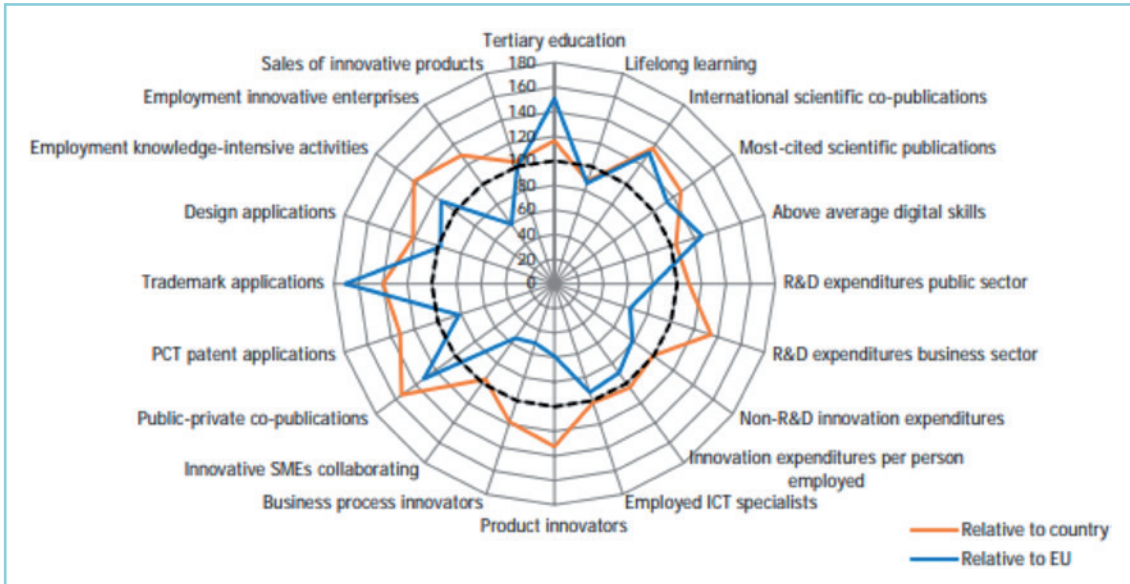 Tertiary education
180
Sales of innovative products
Lifelong learning
160
Employment innovative enterprises
International scientific co-publications
140
120
Employment knowledge-intensive activities
Most-cited scientific publications
100
80
Design applications
Above average digital skills
60
40
20
Trademark applications
0
R&D expenditures public sector
PCT patent applications
R&D expenditures business sector
Public-private co-publications
Non-R&D innovation expenditures
Innovative SMEs collaborating
Innovation expenditures per person
employed
Business process innovators
Employed ICT specialists
Product innovators
Relative to country
Relative to EU